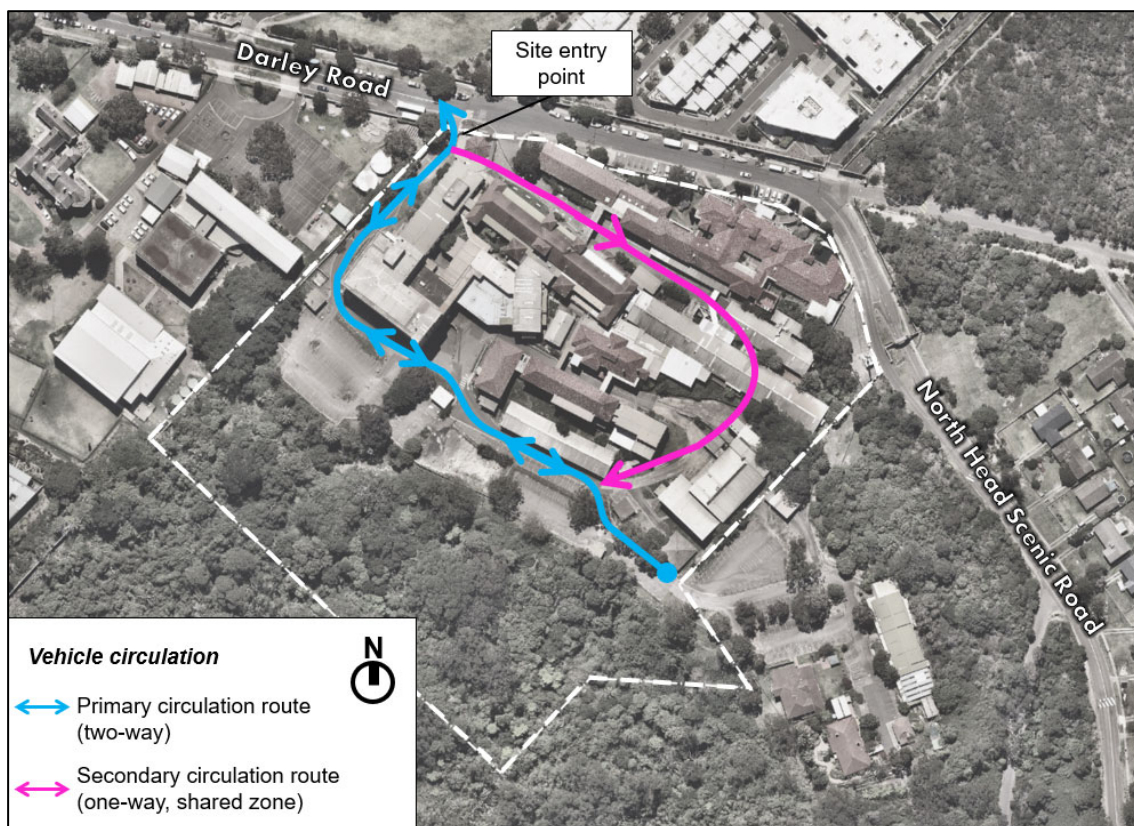 Site entry
point
Darley Road
North Head Scenic Road
Vehicle circulation
N
Primary circulation route
(two-way)
Secondary circulation route
(one-way, shared zone)